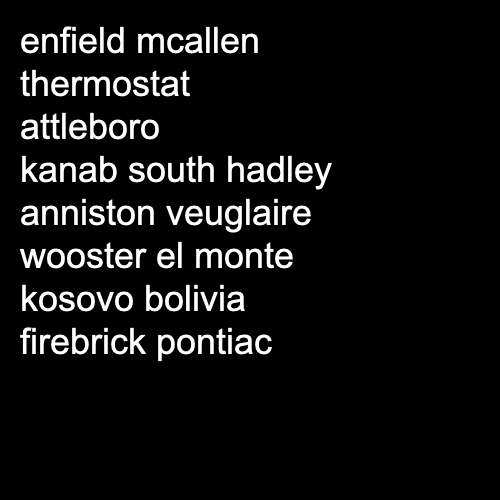 enfield mcallen
thermostat
attleboro
kanab south hadley
anniston veuglaire
wooster el monte
kosovo bolivia
firebrick pontiac